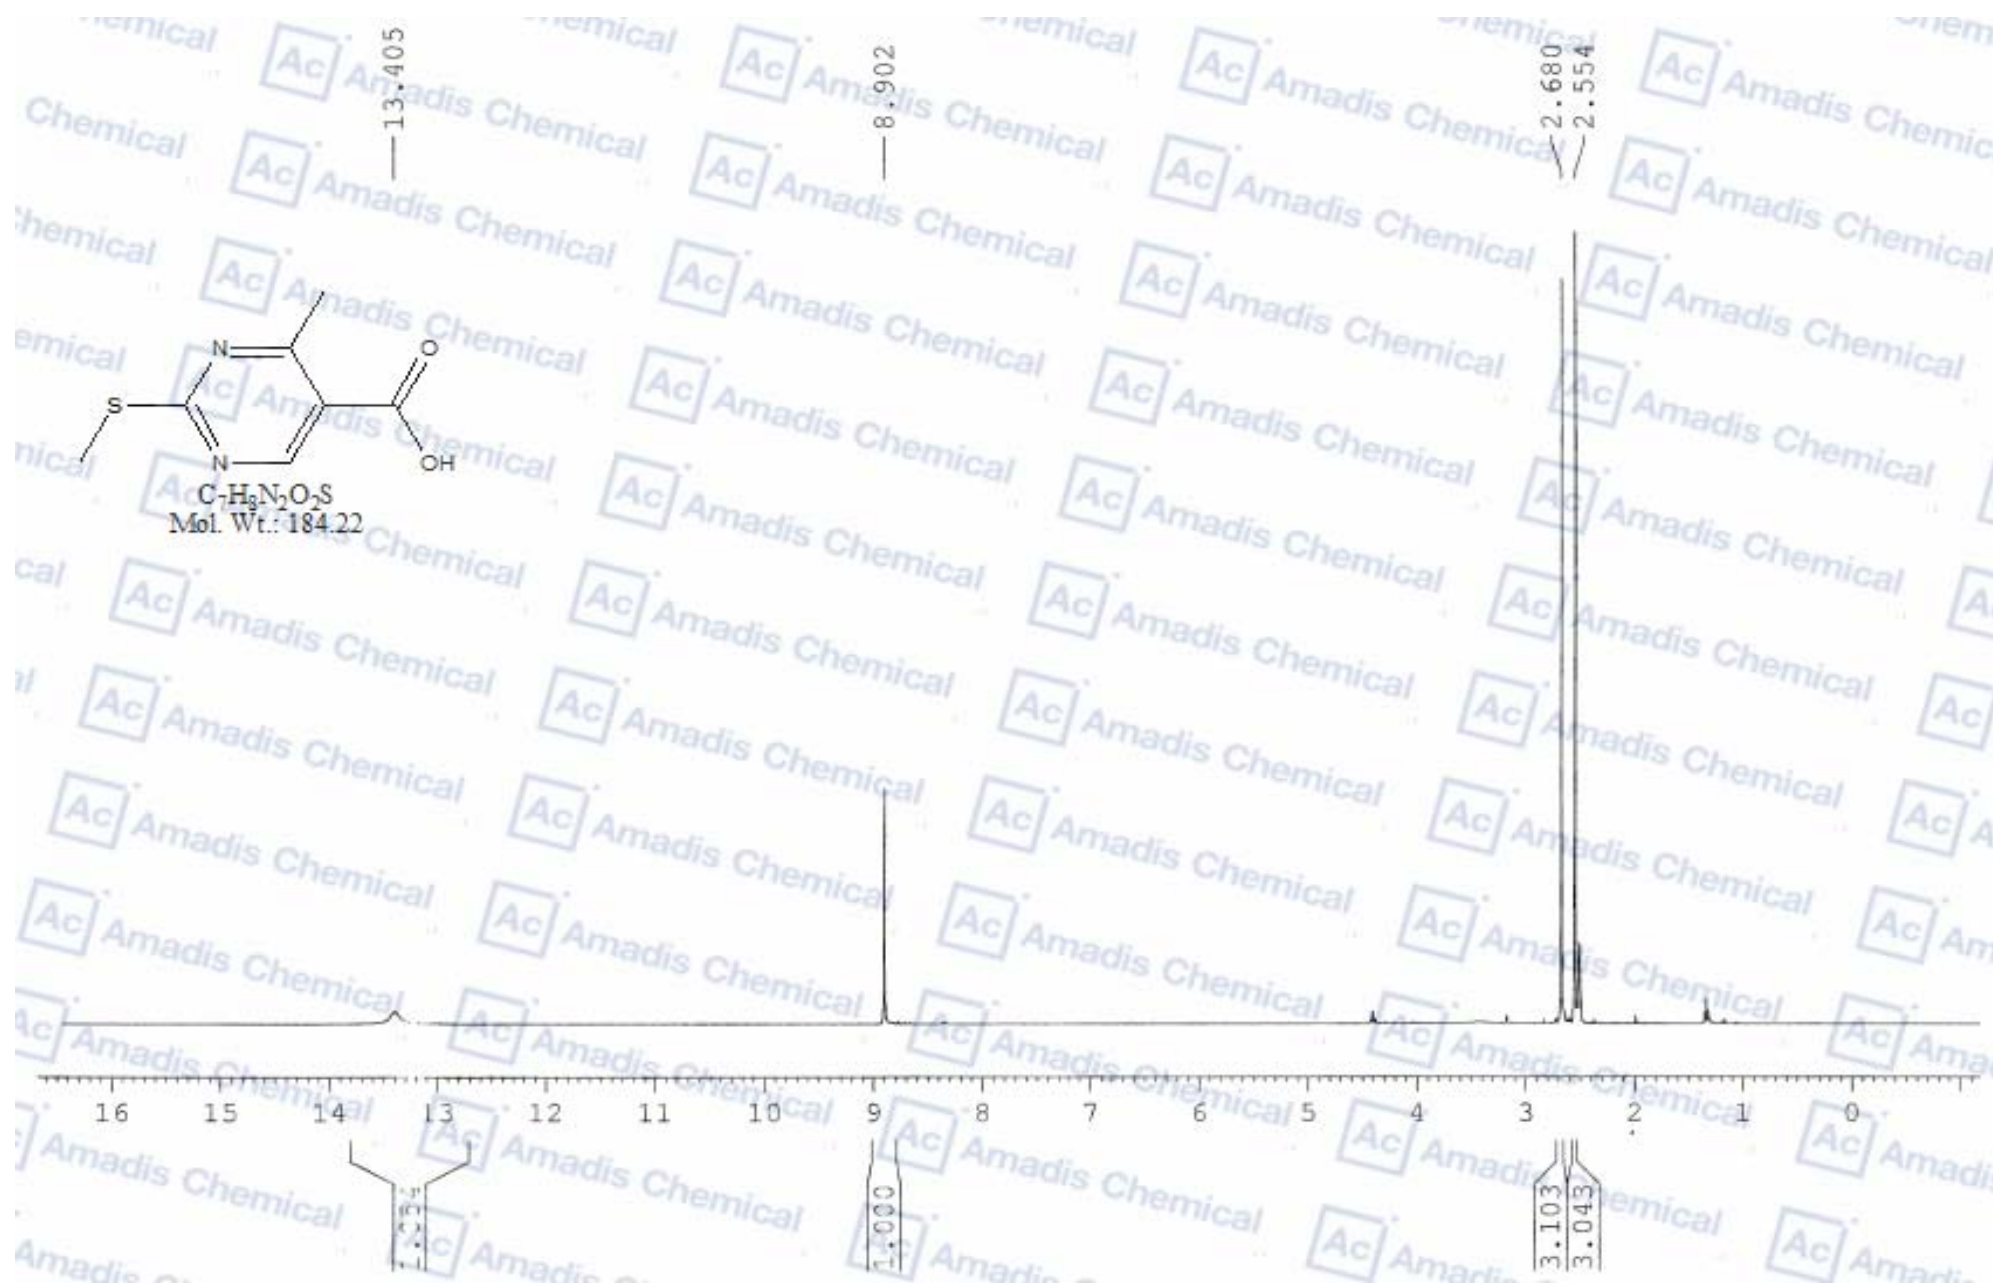 13.405
8.902
2.680
2.554
N
O
S
N
OH
C7H8N2O2S
Mol. Wt.: 184.22
16 15 14 13 12 11 10 9 8 7 6 5 4 3 2 1 0
1.0000
3.103
3.043
Ac Amadis Chemical